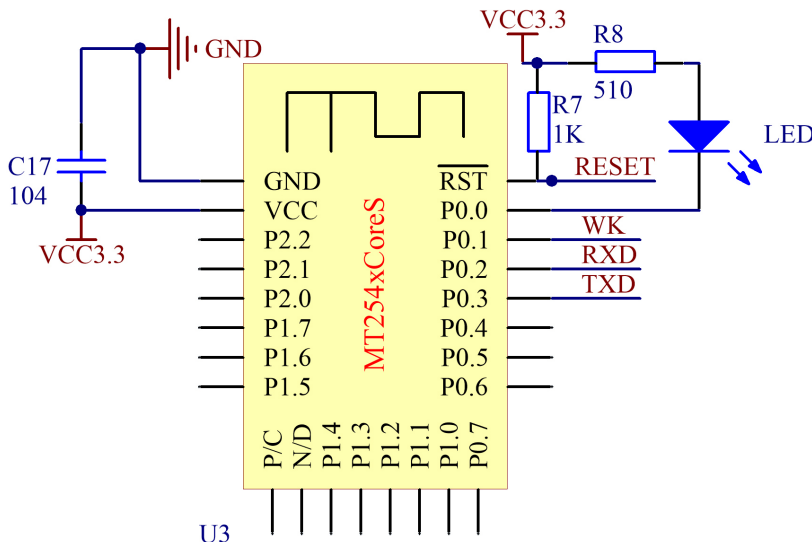 VCC3.3
R8
GND
510
R7
1K
LED
C17
104
RESET
GND
RST
VCC
P0.0
VCC3.3
P2.2
P0.1
WK
P2.1
P0.2
RXD
P2.0
P0.3
TXD
MT254xCoreS
P1.7
P0.4
P1.6
P0.5
P1.5
P0.6
P/C
N/D
P1.4
P1.3
P1.2
P1.1
P1.0
P0.7
U3